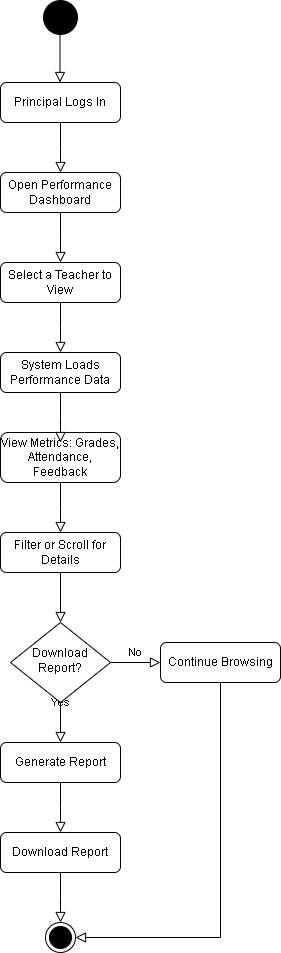 Principal Logs In
Open Performance
Dashboard
Select a Teacher to
View
System Loads
Performance Data
View Metrics: Grades,
Attendance,
Feedback
Filter or Scroll for
Details
Download
Report?
No
Continue Browsing
Yes
Generate Report
Download Report